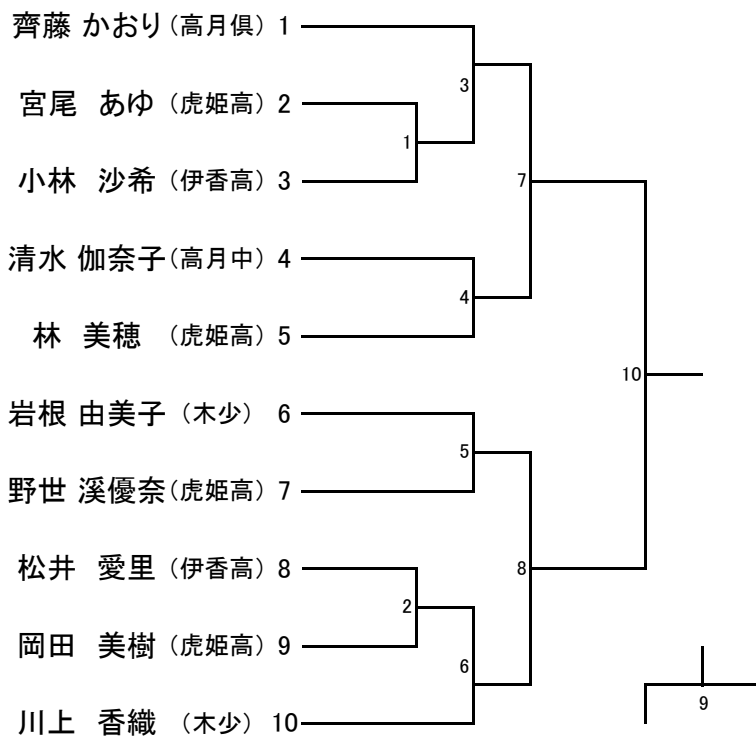 齊藤 かおり (高月倶) 1
3
宮尾 あゆ (虎姫高) 2
1
小林 沙希 (伊香高) 3
7
清水 伽奈子 (高月中) 4
4
林 美穂 (虎姫高) 5
10
岩根 由美子 (木少) 6
5
野世 溪優奈 (虎姫高) 7
松井 愛里 (伊香高) 8
8
2
岡田 美樹 (虎姫高) 9
6
9
川上 香織 (木少) 10